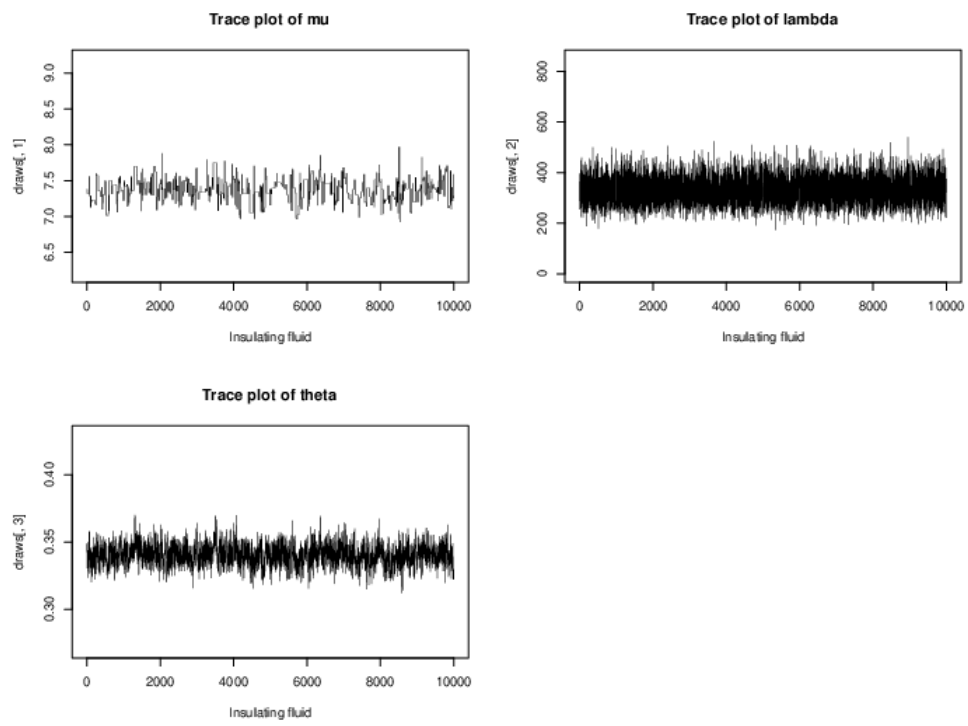 Trace plot of mu
draws[, 1]
9.0
8.5
8.0
7.5
7.0
6.5
0 2000 4000 6000 8000 10000
Insulating fluid
Trace plot of lambda
draws[, 2]
800
600
400
200
0
0 2000 4000 6000 8000 10000
Insulating fluid
Trace plot of theta
draws[, 3]
0.40
0.35
0.30
0 2000 4000 6000 8000 10000
Insulating fluid